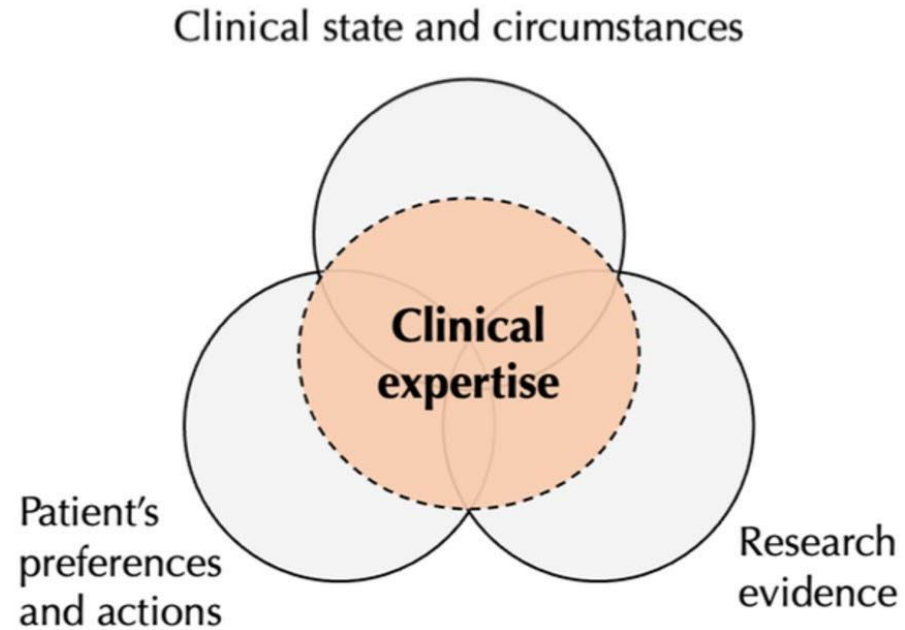 Clinical state and circumstances
Clinical
expertise
Patient’s
preferences
and actions
Research
evidence